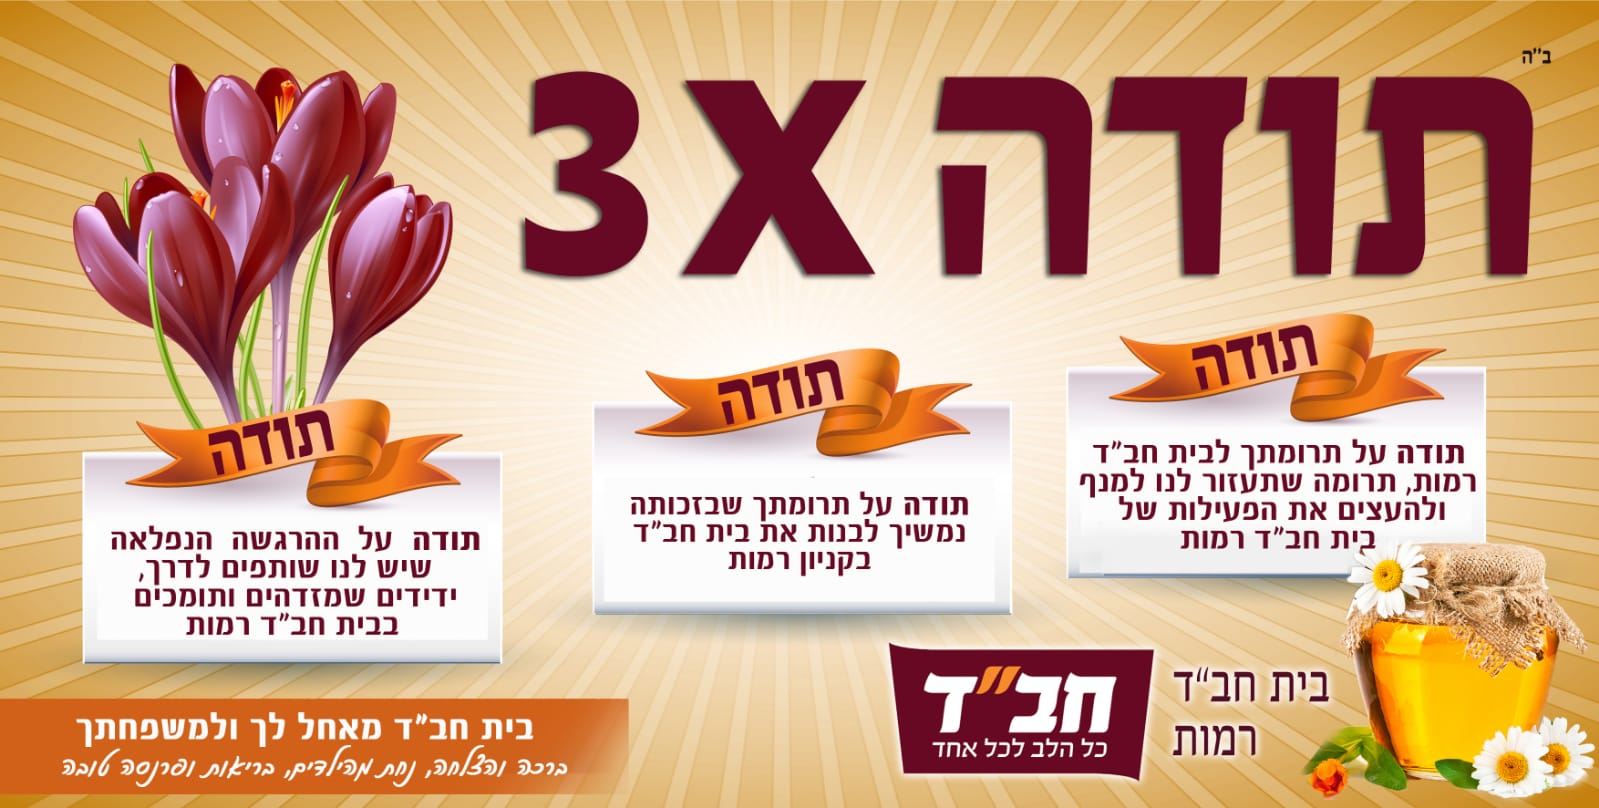 ב"ה
תודה 3X
תודה
תודה על תרומתך לבית חב"ד
רמות, תרומה שתעזור לנו למנף
ולהעצים את הפעילות של
בית חב"ד רמות
תודה
תודה על תרומתך שבזכותה
נמשיך לבנות את בית חב"ד
בקניון רמות
תודה
תודה על ההרגשה הנפלאה
שיש לנו שותפים לדרך,
ידידים שמזדהים ותומכים
בבית חב"ד רמות
בית חב"ד
רמות
חב"ד
כל הלב לכל אחד
בית חב"ד מאחל לך ולמשפחתך
ברכה והצלחה, נחת מהילדים, בריאות ופרנסה טובה